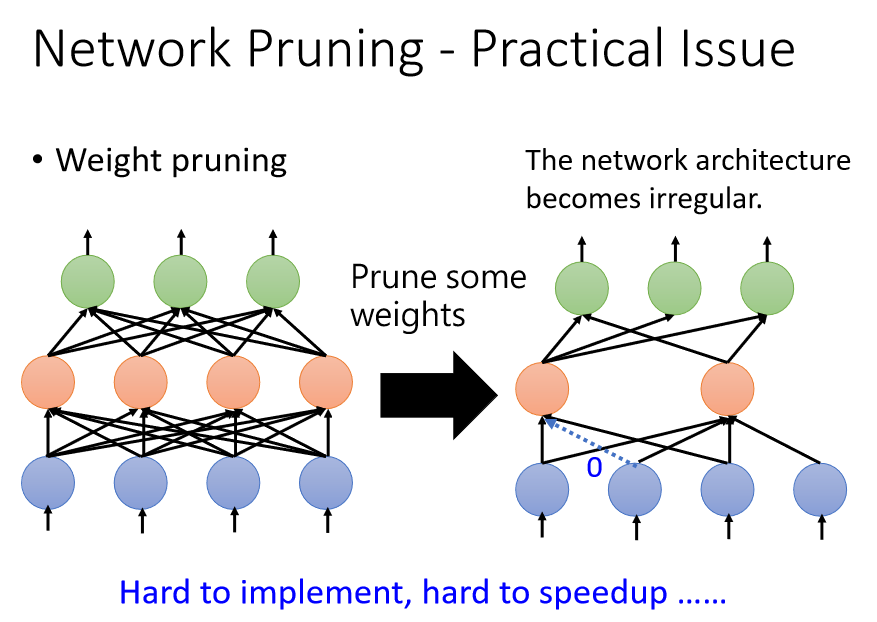 Network Pruning - Practical Issue
• Weight pruning
The network architecture
becomes irregular.
Prune some
weights
0
Hard to implement, hard to speedup ……